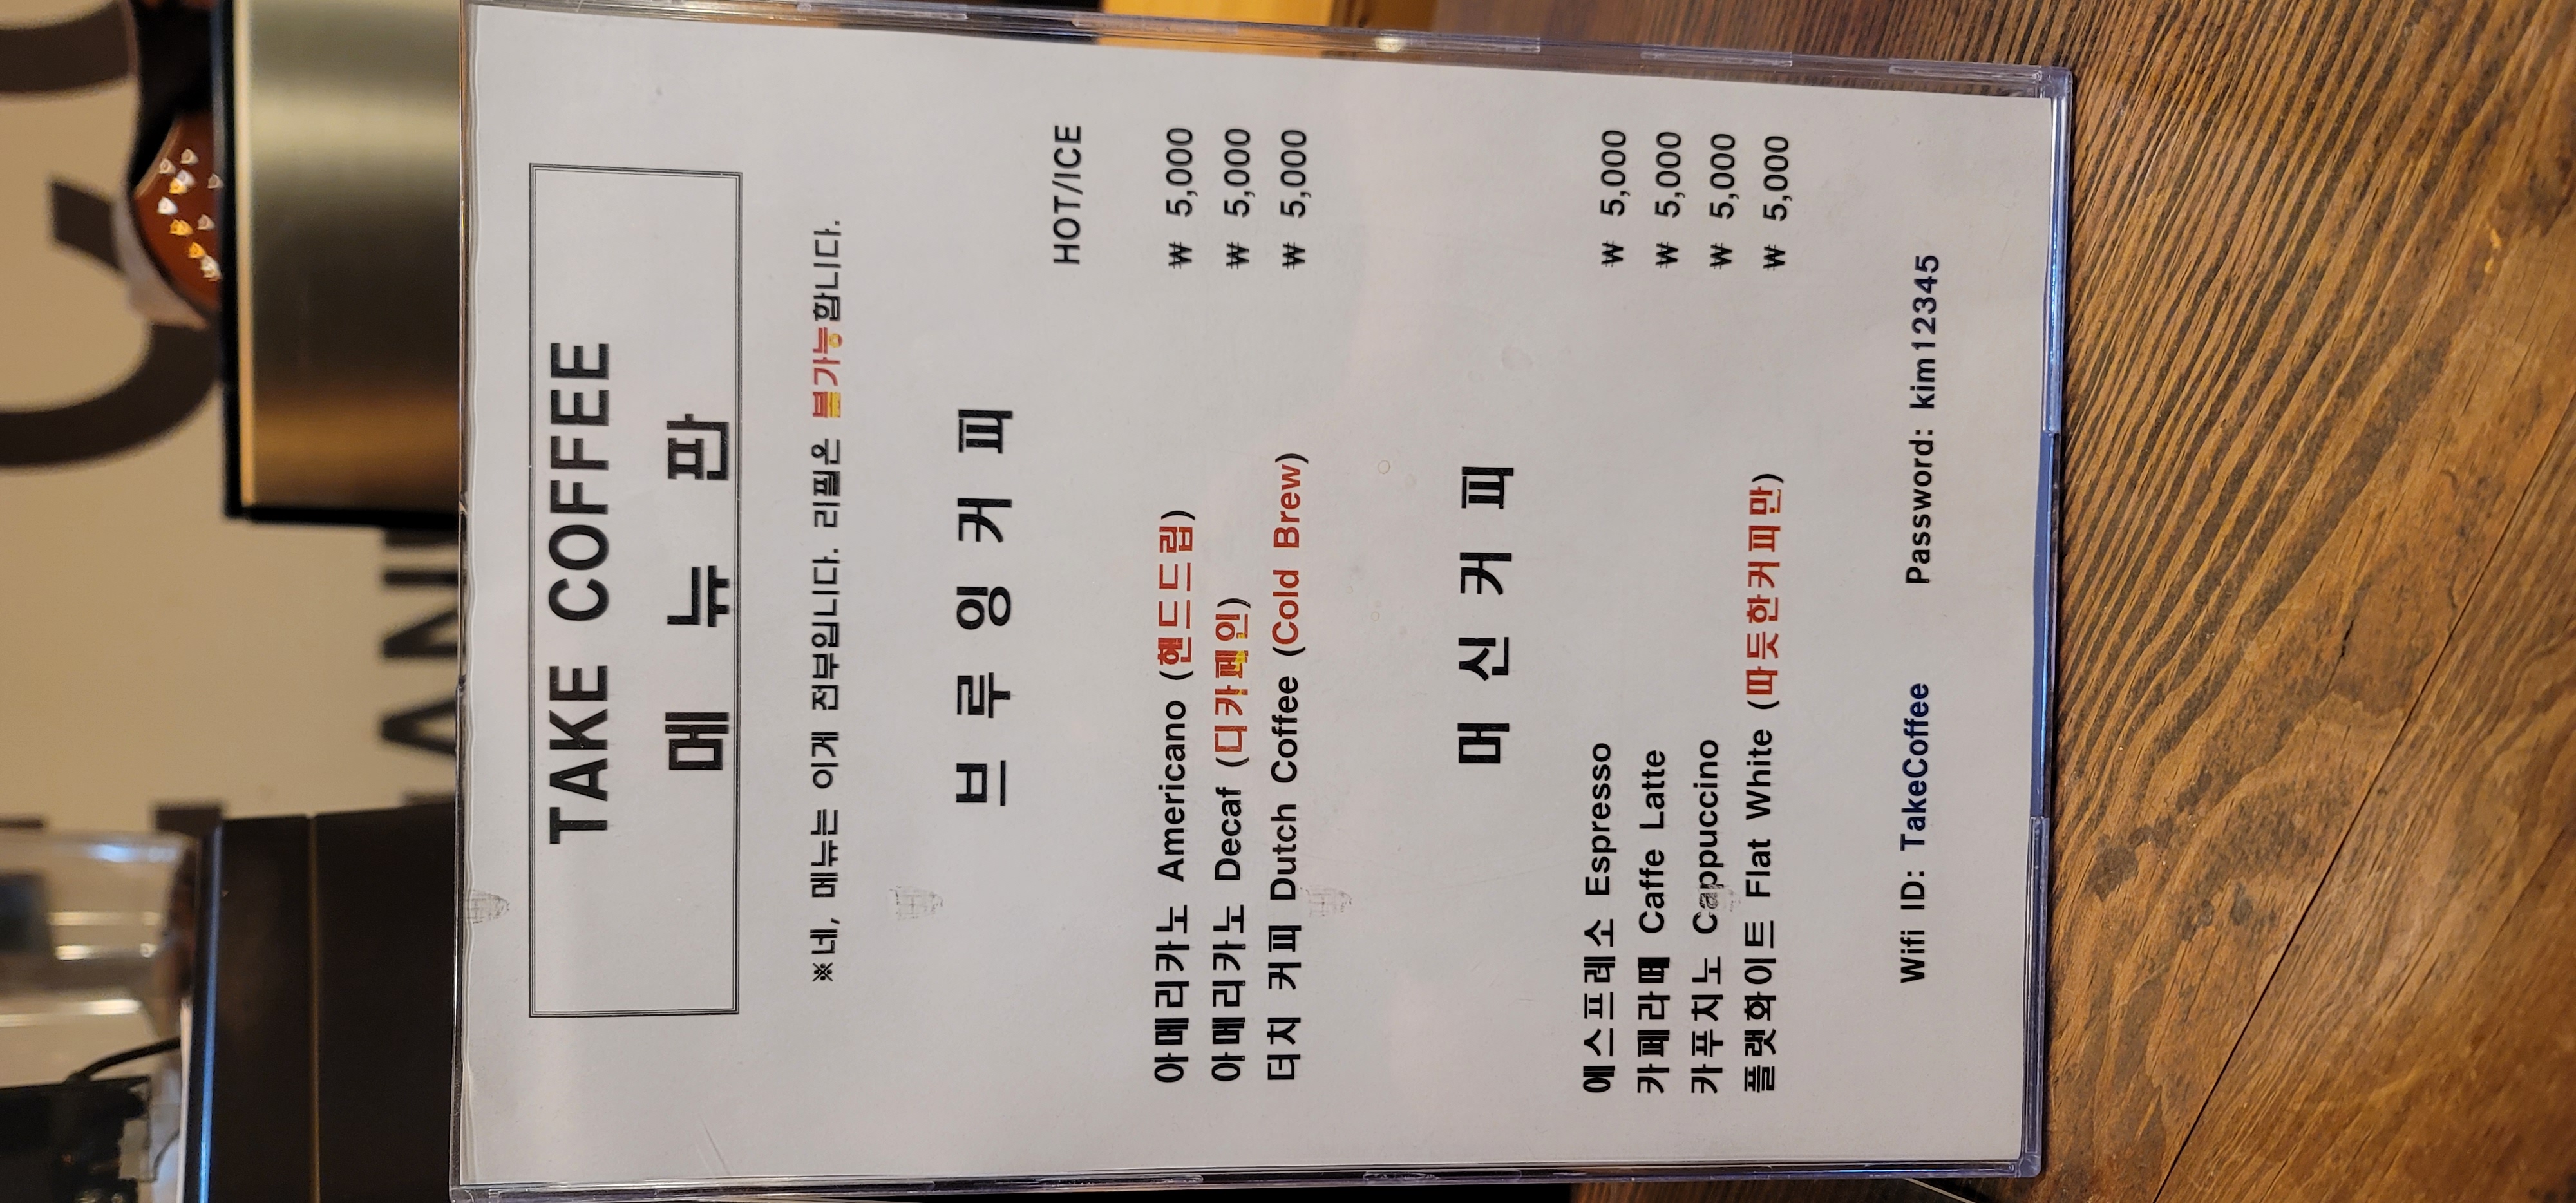 TAKE COFFEE
메 뉴 판
※네, 메뉴는 이게 전부입니다. 리필은 불가능합니다.
브 루 잉 커 피
HOT/ICE
아메리카노 Americano (핸드드립) ₩ 5,000
아메리카노 Decaf (디카페인) ₩ 5,000
더치 커피 Dutch Coffee (Cold Brew) ₩ 5,000
머 신 커 피
에스프레소 Espresso ₩ 5,000
카페라떼 Caffe Latte ₩ 5,000
카푸치노 Cappuccino ₩ 5,000
플랫화이트 Flat White (따듯한커피만) ₩ 5,000
Wifi ID: TakeCoffee Password: kim12345